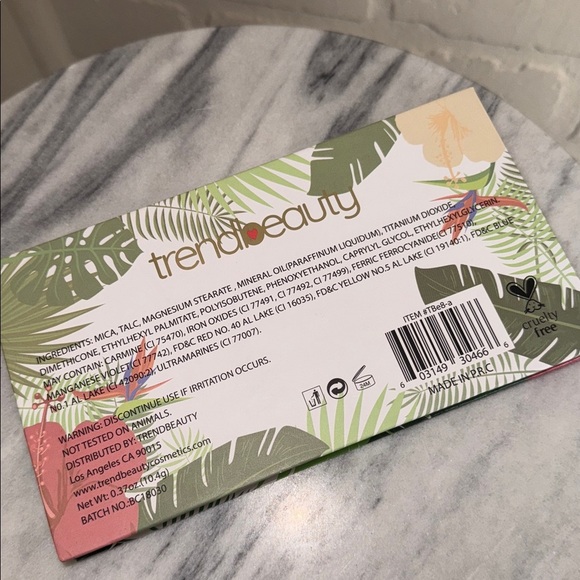 trendbeauty
INGREDIENTS: MICA, TALC, MAGNESIUM STEARATE , MINERAL OIL(PARAFFINUM LIQUIDUM), TITANIUM DIOXIDE,
DIMETHICONE, ETHYLHEXYL PALMITATE, POLYISOBUTENE, PHENOXYETHANOL, CAPRYLYL GLYCOL, ETHYLHEXYLGLYCERIN.
MAY CONTAIN: CARMINE (CI 75470), IRON OXIDES (CI 77491, CI 77492, CI 77499), FERRIC FERROCYANIDE(CI 77510),
MANGANESE VIOLET(CI 77742), FD&C RED NO. 40 AL LAKE (CI 16035), FD&C YELLOW NO.5 AL LAKE (CI 19140:1), FD&C BLUE
NO.1 AL LAKE (CI 42090:2), ULTRAMARINES (CI 77007).
WARNING: DISCONTINUE USE IF IRRITATION OCCURS.
NOT TESTED ON ANIMALS.
DISTRIBUTED BY: TRENDBEAUTY
Los Angeles CA 90015
www.trendbeautycosmetics.com
Net Wt: 0.37oz (10.4g)
BATCH NO.:BC18030
24M
ITEM #TBe8-a
6 03149 30466
MADE IN P.R.C
cruelty
free